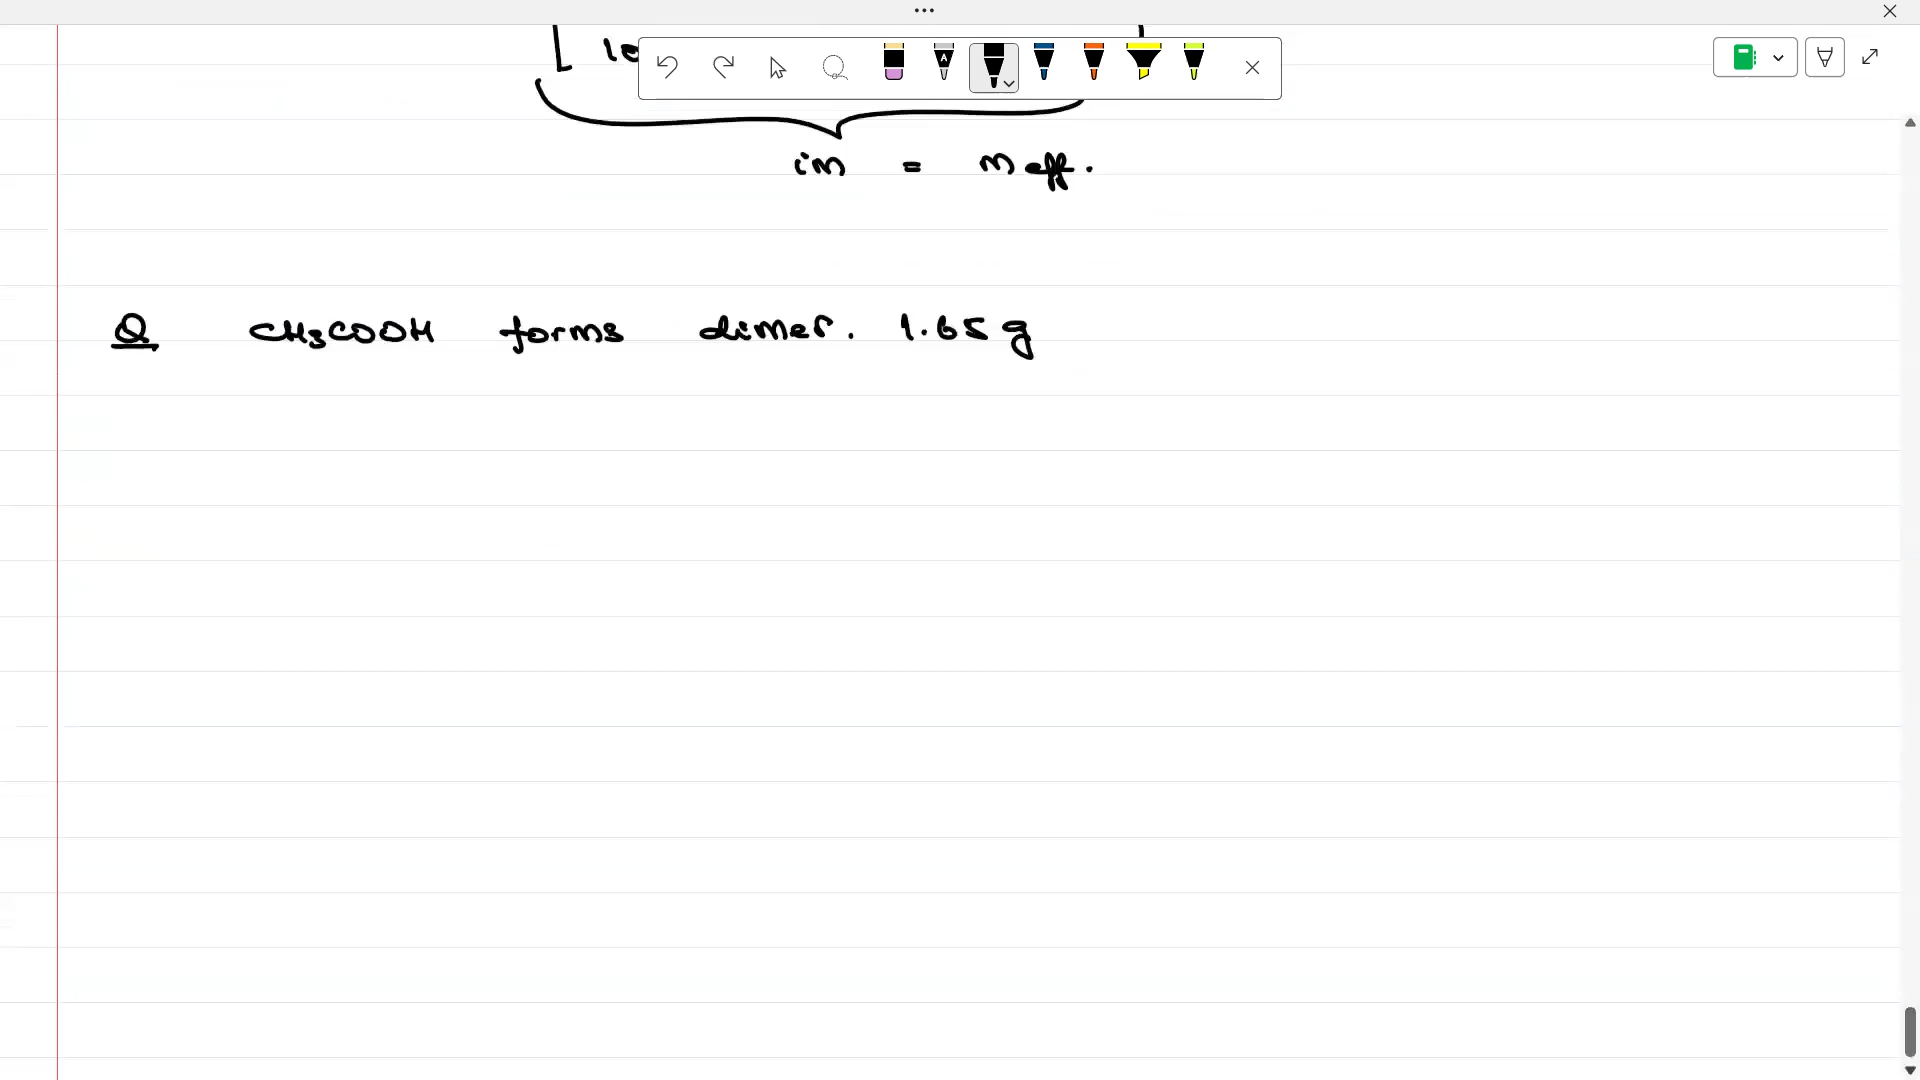 im = meff.
Q CH3COOH forms dimer. 1.65 g